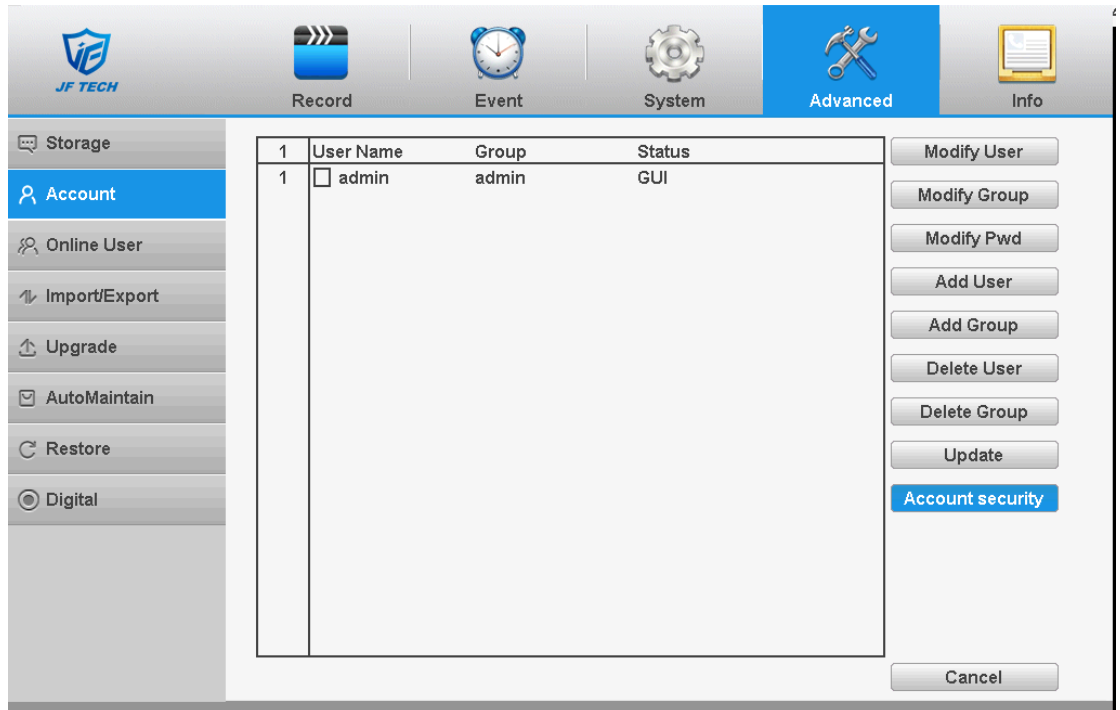 JF TECH
Record Event System Advanced Info
Storage
Account
Online User
Import/Export
Upgrade
AutoMaintain
Restore
Digital
1 User Name Group Status
1 admin admin GUI
Modify User
Modify Group
Modify Pwd
Add User
Add Group
Delete User
Delete Group
Update
Account security
Cancel